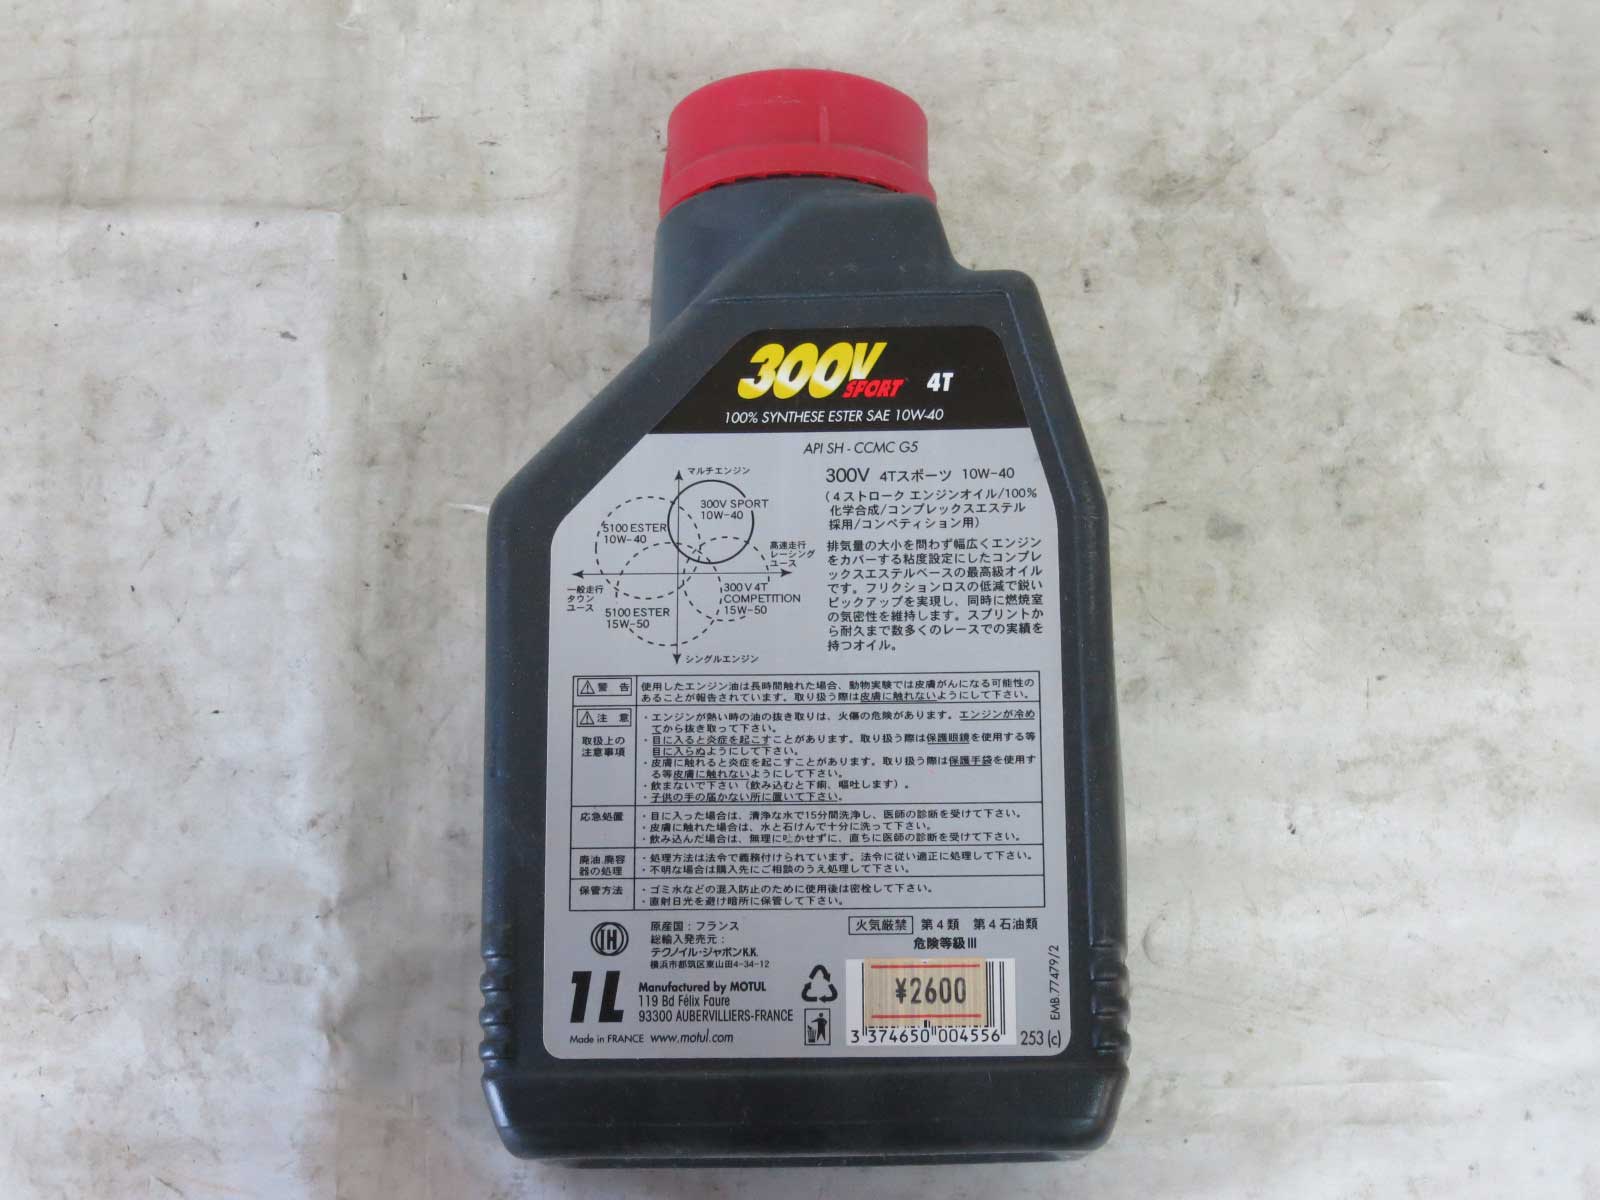 300V
SPORT
4T
100% SYNTHESE ESTER SAE 10W-40
API SH - CCMC G5
マルチエンジン
300V SPORT
10W-40
5100 ESTER
10W-40
高速走行
レーシング
ユース
一般走行
タウン
ユース
300V 4T
COMPETITION
15W-50
5100 ESTER
15W-50
シングルエンジン
300V 4Tスポーツ 10W-40
(4ストローク エンジンオイル/100%
化学合成/コンプレックスエステル
採用/コンペティション用)
排気量の大小を問わず幅広くエンジン
をカバーする粘度設定にしたコンプレ
ックスエステルベースの最高級オイル
です。フリクションロスの低減で鋭い
ピックアップを実現し、同時に燃焼室
の気密性を維持します。スプリントか
ら耐久まで数多くのレースでの実績を
持つオイル。
警 告
使用したエンジン油は長時間触れた場合、動物実験では皮膚がんになる可能性の
あることが報告されています。取り扱う際は皮膚に触れないようにして下さい。
注 意
取扱上の
注意事項
・エンジンが熱い時の油の抜き取りは、火傷の危険があります。エンジンが冷め
てから抜き取って下さい。
・目に入ると炎症を起こすことがあります。取り扱う際は保護眼鏡を使用する等
目に入らぬようにして下さい。
・皮膚に触れると炎症を起こすことがあります。取り扱う際は保護手袋を使用す
る等皮膚に触れないようにして下さい。
・飲まないで下さい(飲み込むと下痢、嘔吐します)。
・子供の手の届かない所に置いて下さい。
応急処置
・目に入った場合は、清浄な水で15分間洗浄し、医師の診断を受けて下さい。
・皮膚に触れた場合は、水と石けんで十分に洗って下さい。
・飲み込んだ場合は、無理に吐かせずに、直ちに医師の診断を受けて下さい。
廃油.廃容
器の処理
・処理方法は法令で義務付けられています。法令に従い適正に処理して下さい。
・不明な場合は購入先にご相談のうえ処理して下さい。
保管方法
・ゴミ水などの混入防止のために使用後は密栓して下さい。
・直射日光を避け暗所に保管して下さい。
原産国:フランス
総輸入発売元:
テクノイル・ジャポンK.K.
横浜市都筑区東山田4-34-12
火気厳禁 第4類 第4石油類
危険等級III
1L
Manufactured by MOTUL
119 Bd Félix Faure
93300 AUBERVILLIERS-FRANCE
Made in FRANCE www.motul.com
¥2600
3 374650 004556
253 (c)
EMB.77479/2